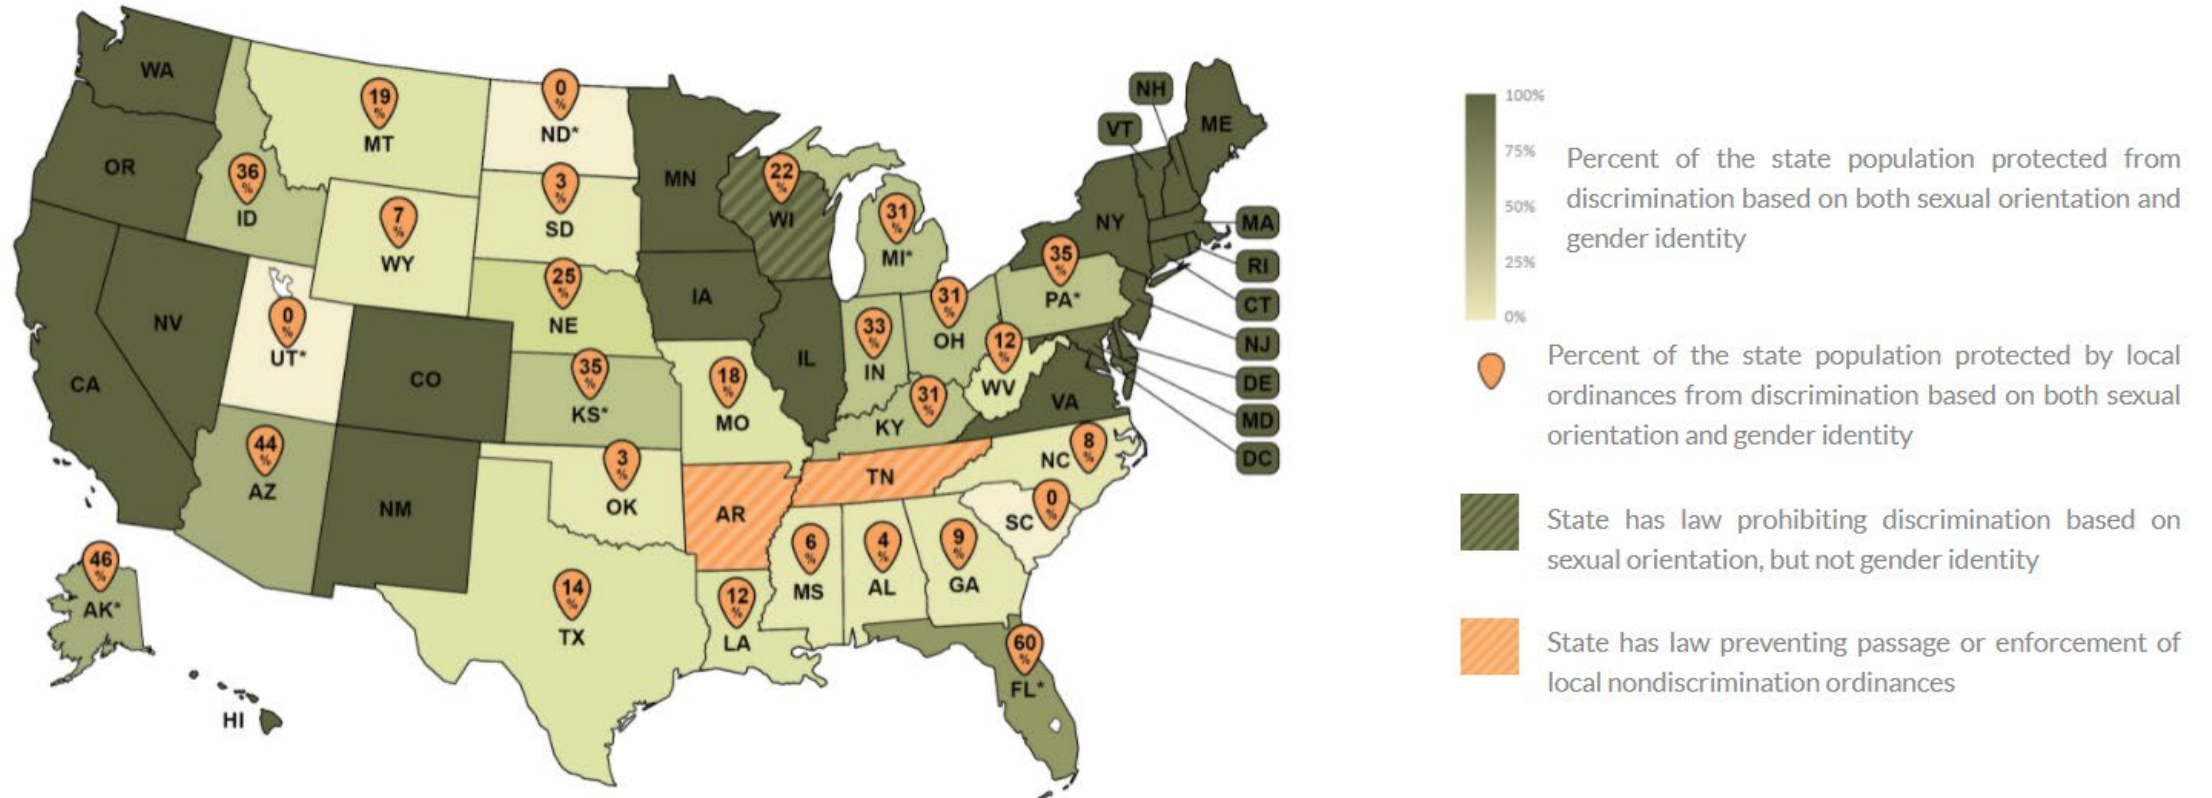 WA
OR
CA
NV
36
%
ID
19
%
MT
7
%
WY
0
%
UT*
44
%
AZ
CO
NM
0
%
ND*
3
%
SD
25
%
NE
35
%
KS*
3
%
OK
14
%
TX
MN
IA
18
%
MO
AR
12
%
LA
22
%
WI
IL
31
%
MI*
33
%
IN
31
%
OH
31
%
KY
TN
6
%
MS
4
%
AL
9
%
GA
60
%
FL*
0
%
SC
8
%
NC
12
%
WV
VA
35
%
PA*
NY
VT
NH
ME
MA
RI
CT
NJ
DE
MD
DC
46
%
AK*
HI
100%
75%
50%
25%
0%
Percent of the state population protected from
discrimination based on both sexual orientation and
gender identity
Percent of the state population protected by local
ordinances from discrimination based on both sexual
orientation and gender identity
State has law prohibiting discrimination based on
sexual orientation, but not gender identity
State has law preventing passage or enforcement of
local nondiscrimination ordinances